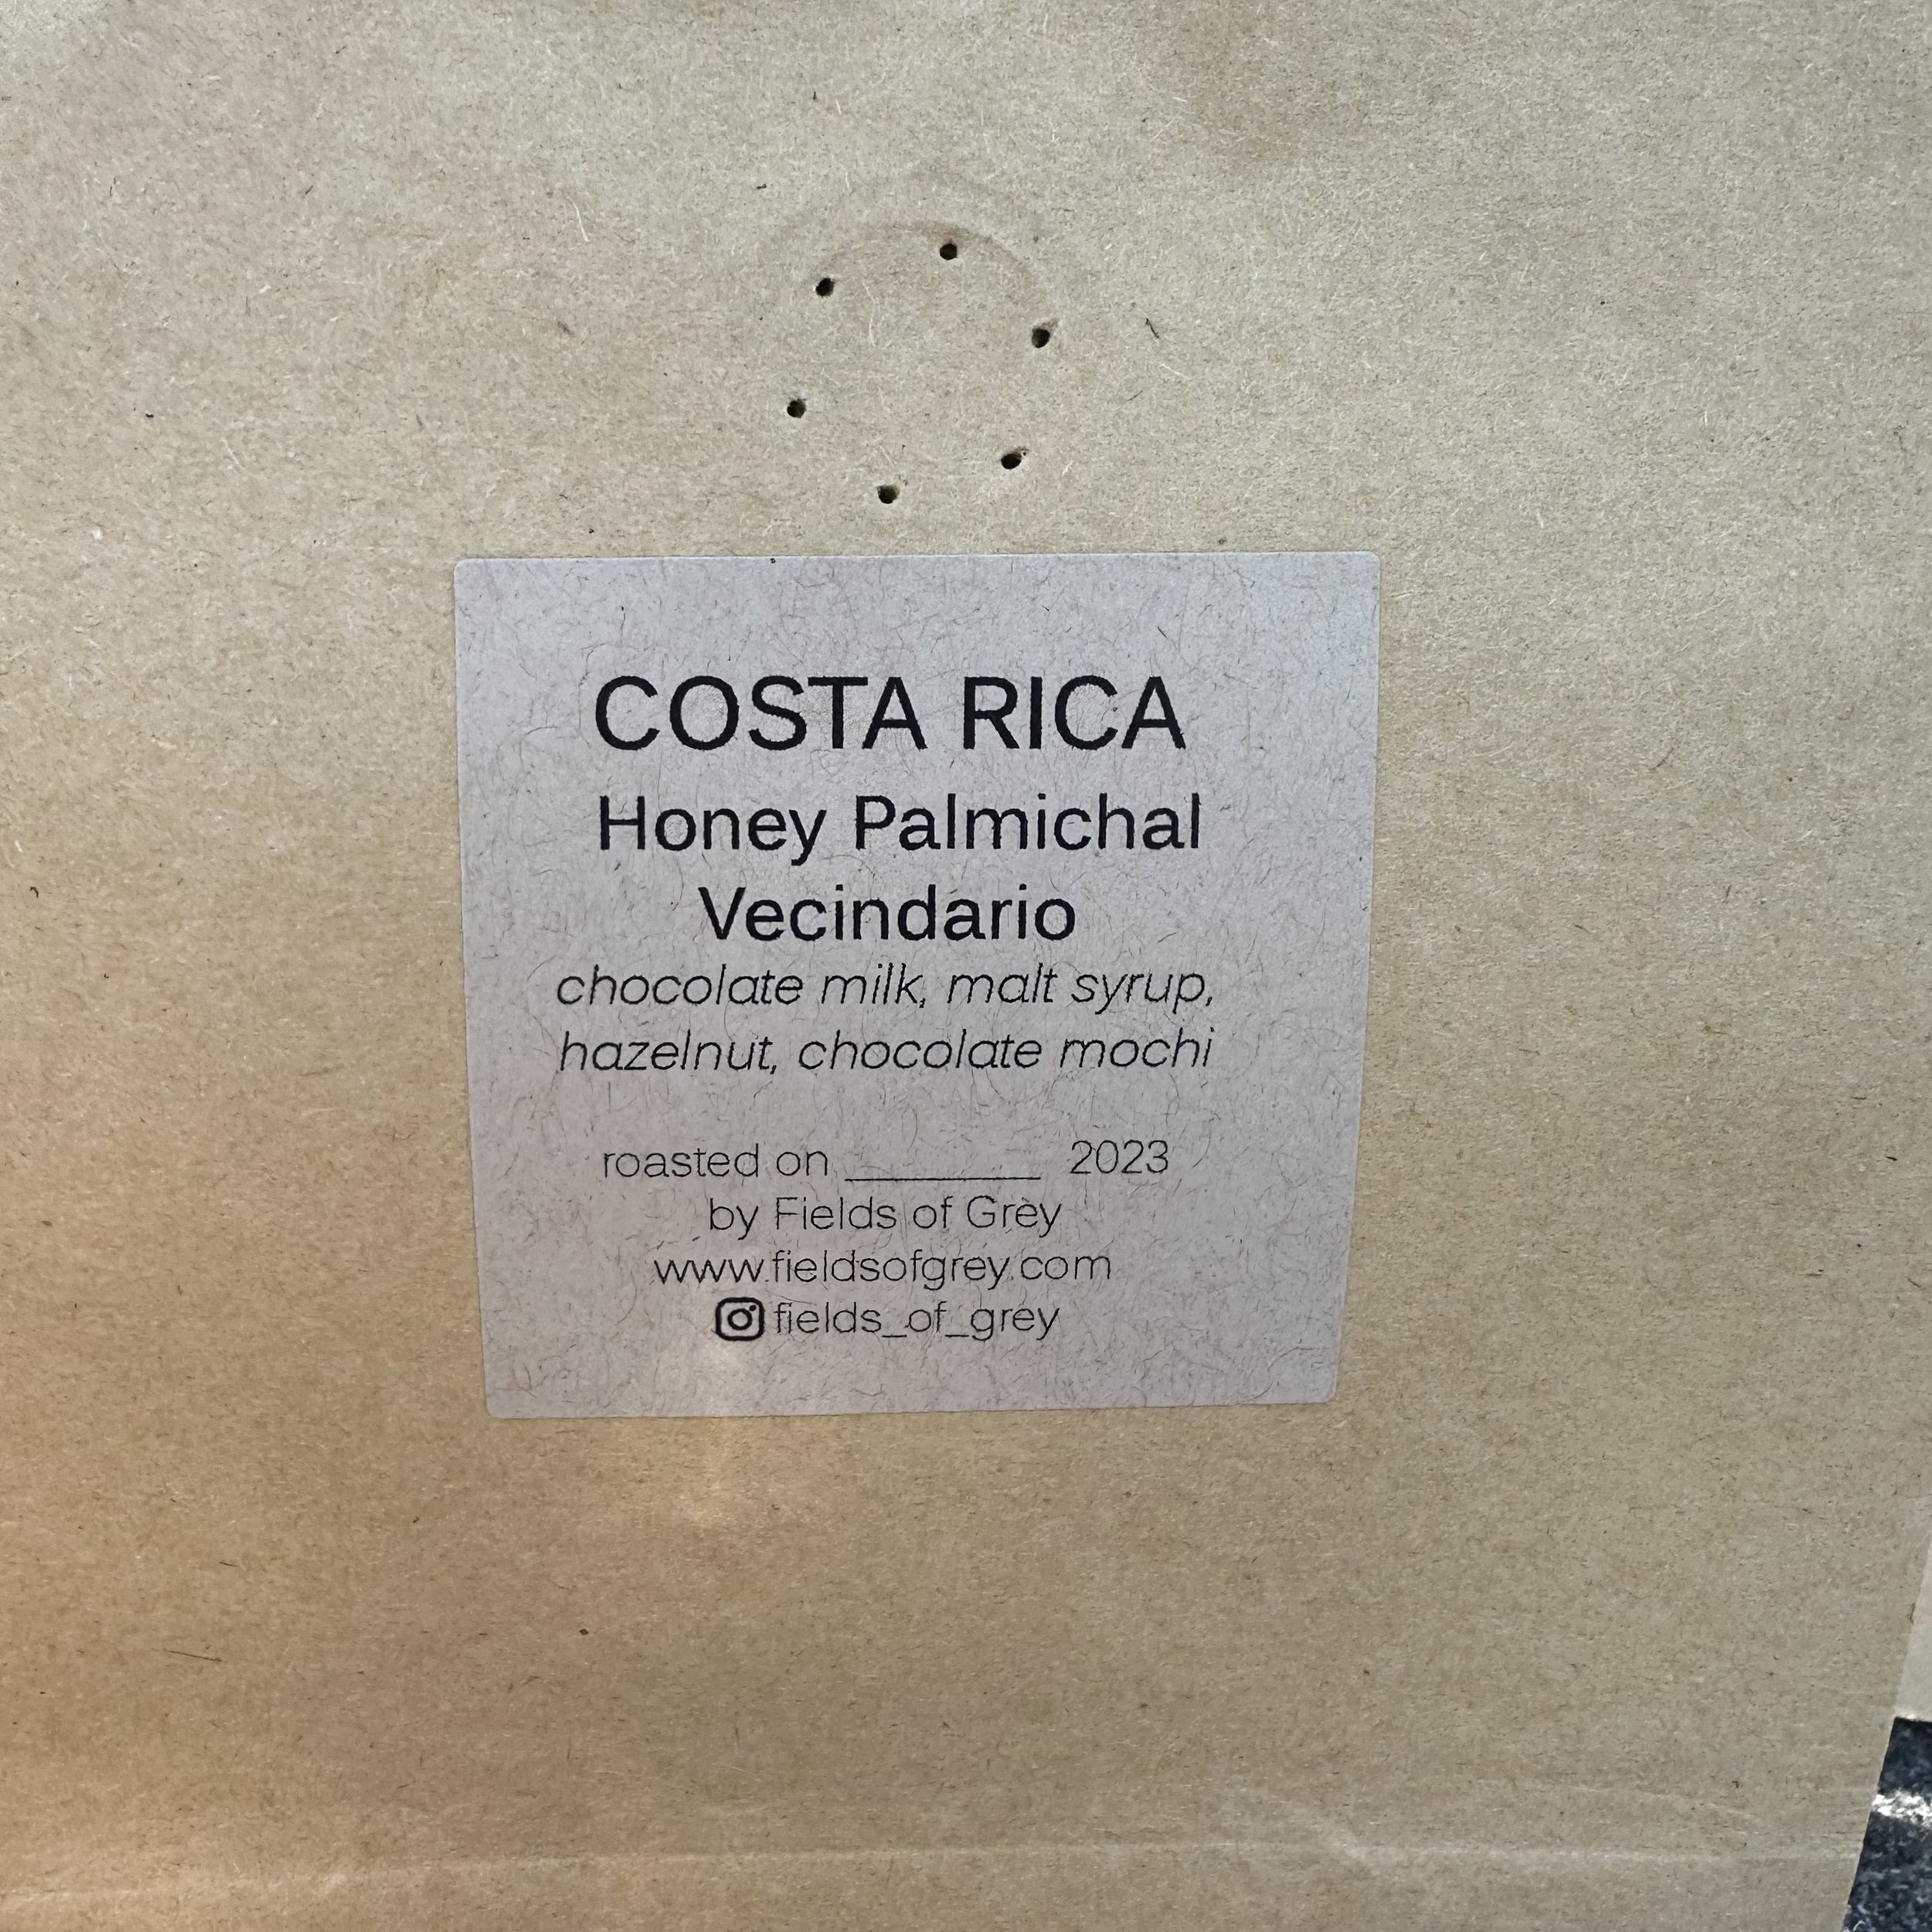 COSTA RICA
Honey Palmichal
Vecindario
chocolate milk, malt syrup,
hazelnut, chocolate mochi
roasted on ________ 2023
by Fields of Grey
www.fieldsofgrey.com
fields_of_grey